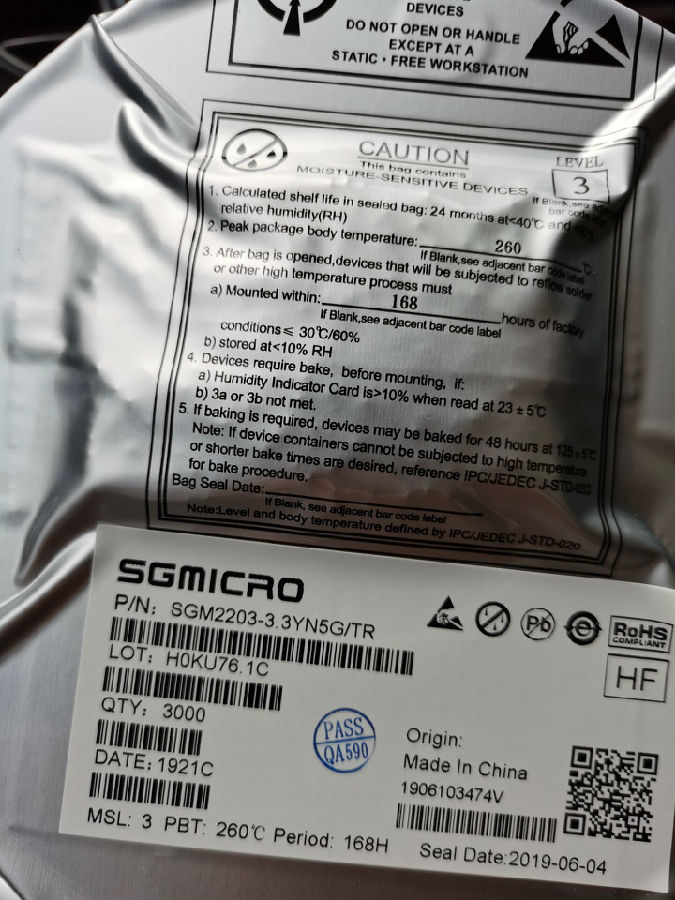 DEVICES
DO NOT OPEN OR HANDLE
EXCEPT AT A
STATIC · FREE WORKSTATION
CAUTION
This bag contains
MOISTURE-SENSITIVE DEVICES
LEVEL
3
If Blank,see
bar code
1. Calculated shelf life in sealed bag: 24 months at<40℃ and
relative humidity(RH)
2. Peak package body temperature: 260 ℃
If Blank,see adjacent bar code label
3. After bag is opened,devices that will be subjected to reflow solder
or other high temperature process must
a) Mounted within: 168 hours of factory
If Blank,see adjacent bar code label
conditions≤ 30℃/60%
b) stored at<10% RH
4. Devices require bake, before mounting, if:
a) Humidity Indicator Card is>10% when read at 23±5℃
b) 3a or 3b not met.
5. If baking is required, devices may be baked for 48 hours at 125±5℃
Note: If device containers cannot be subjected to high temperature
or shorter bake times are desired, reference IPC/JEDEC J-STD-033
for bake procedure.
Bag Seal Date:
If Blank, see adjacent bar code label
Note:Level and body temperature defined by IPC/JEDEC J-STD-020
SGMICRO
P/N: SGM2203-3.3YN5G/TR
Pb
e
RoHS
COMPLIANT
HF
LOT: H0KU76.1C
QTY: 3000
PASS
QA590
DATE:1921C
Origin:
Made In China
1906103474V
MSL: 3 PBT: 260℃ Period: 168H
Seal Date:2019-06-04